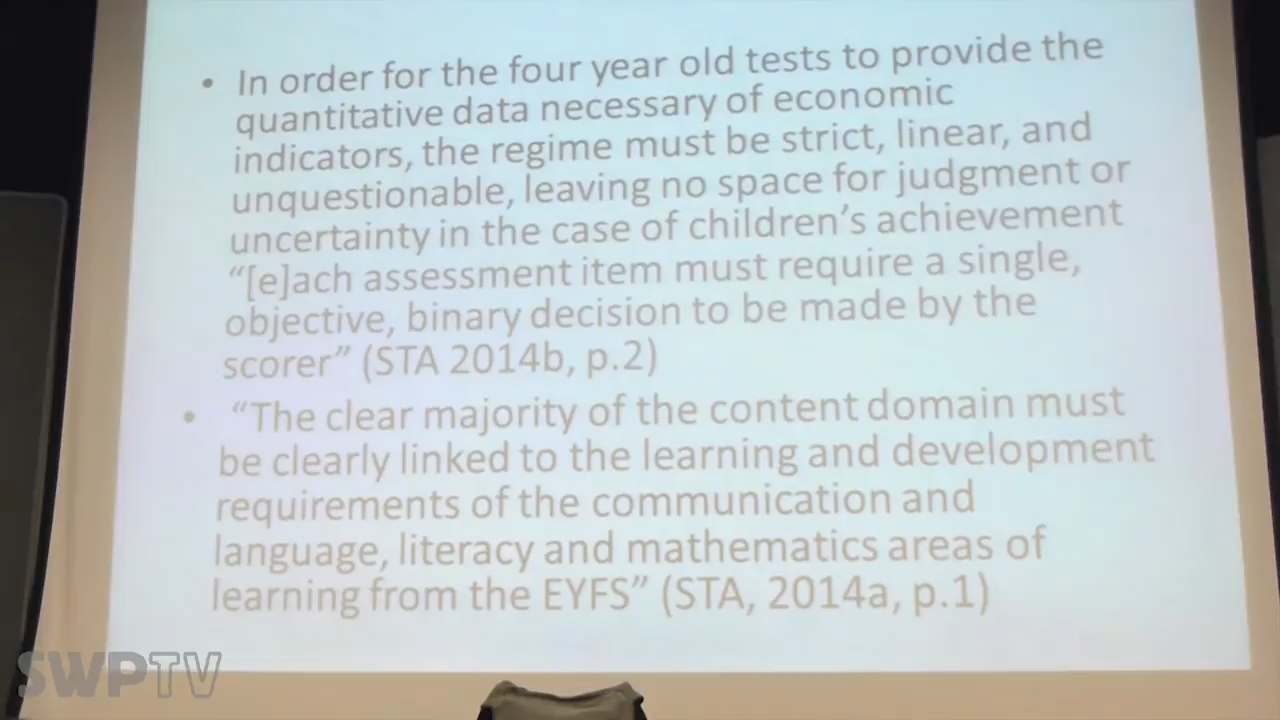 • In order for the four year old tests to provide the
quantitative data necessary of economic
indicators, the regime must be strict, linear, and
unquestionable, leaving no space for judgment or
uncertainty in the case of children's achievement
"[e]ach assessment item must require a single,
objective, binary decision to be made by the
scorer" (STA 2014b, p.2)
• "The clear majority of the content domain must
be clearly linked to the learning and development
requirements of the communication and
language, literacy and mathematics areas of
learning from the EYFS" (STA, 2014a, p.1)
SWPTV